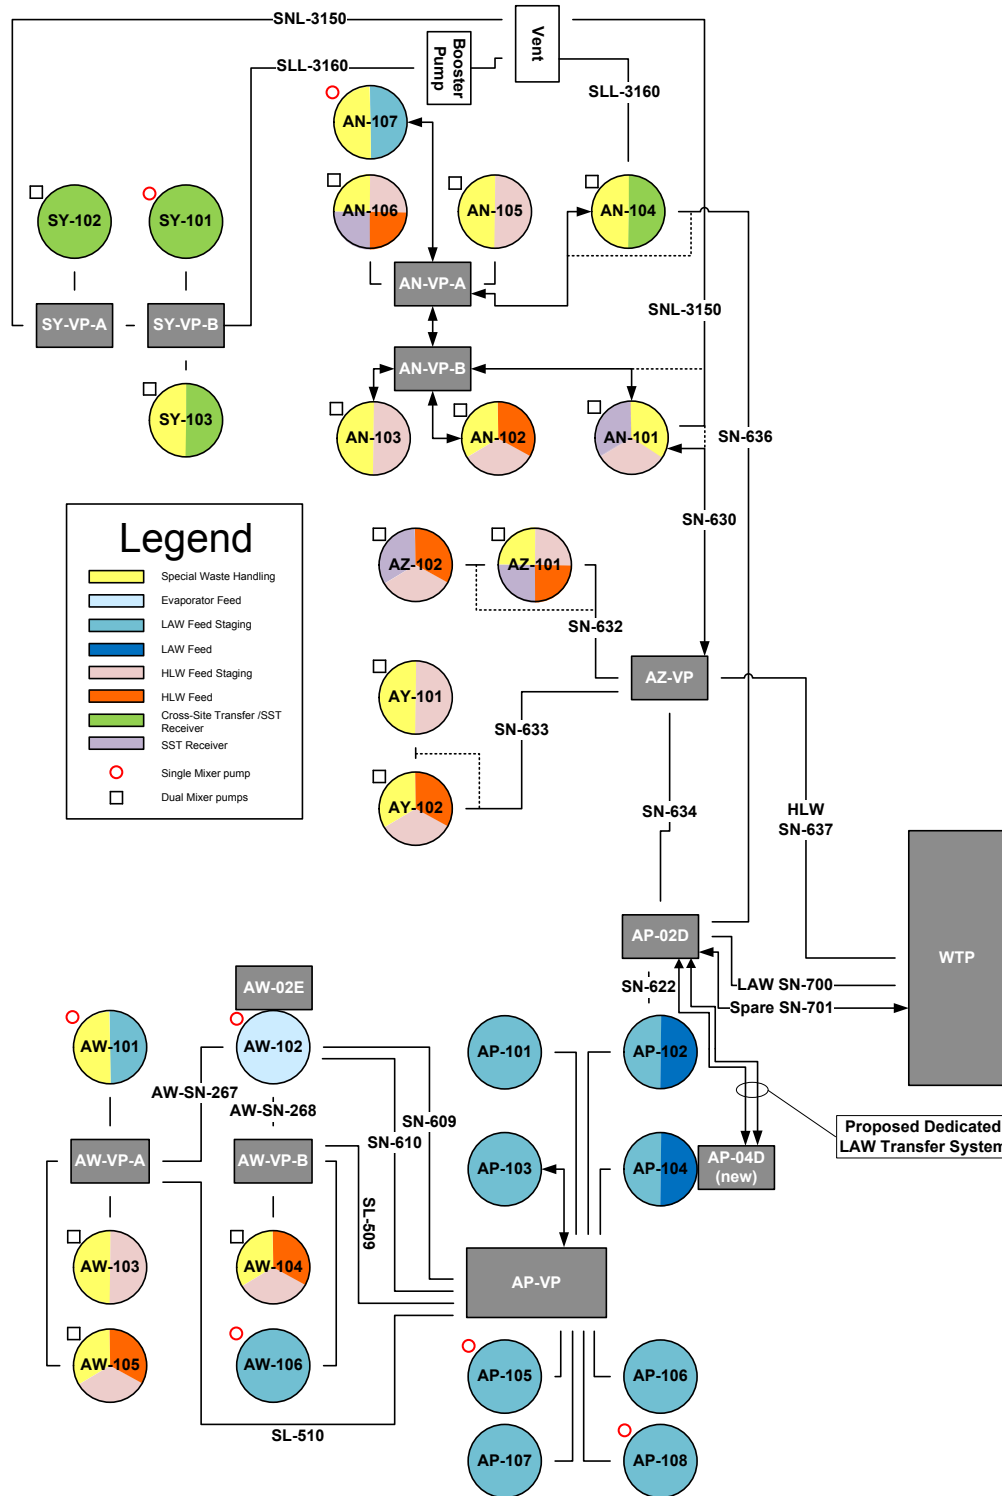 SNL-3150
Vent
Booster
Pump
SLL-3160
SLL-3160
AN-107
SY-102
SY-101
AN-106
AN-105
AN-104
AN-VP-A
SY-VP-A
SY-VP-B
SNL-3150
AN-VP-B
SY-103
AN-103
AN-102
AN-101
SN-636
SN-630
Legend
Special Waste Handling
Evaporator Feed
LAW Feed Staging
LAW Feed
HLW Feed Staging
HLW Feed
Cross-Site Transfer /SST
Receiver
SST Receiver
Single Mixer pump
Dual Mixer pumps
AZ-102
AZ-101
SN-632
AZ-VP
AY-101
SN-633
AY-102
SN-634
HLW
SN-637
AP-02D
WTP
SN-622
LAW SN-700
Spare SN-701
AW-02E
AW-101
AW-102
AP-101
AP-102
AW-SN-267
AW-SN-268
SN-609
SN-610
Proposed Dedicated
LAW Transfer System
AW-VP-A
AW-VP-B
AP-103
AP-104
AP-04D
(new)
SL-509
AW-103
AW-104
AP-VP
AW-105
AW-106
AP-105
AP-106
SL-510
AP-107
AP-108